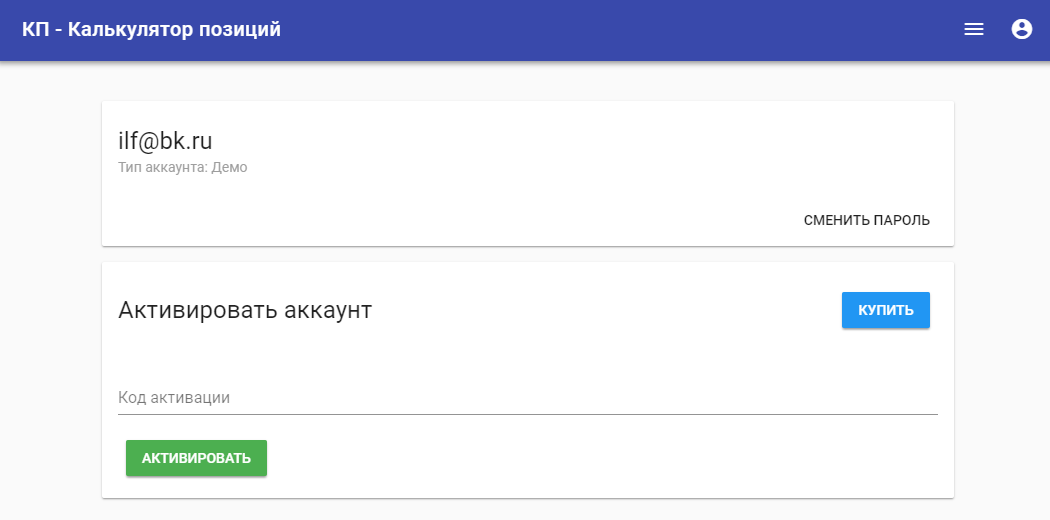 КП - Калькулятор позиций
ilf@bk.ru
Тип аккаунта: Демо
СМЕНИТЬ ПАРОЛЬ
Активировать аккаунт
КУПИТЬ
Код активации
АКТИВИРОВАТЬ